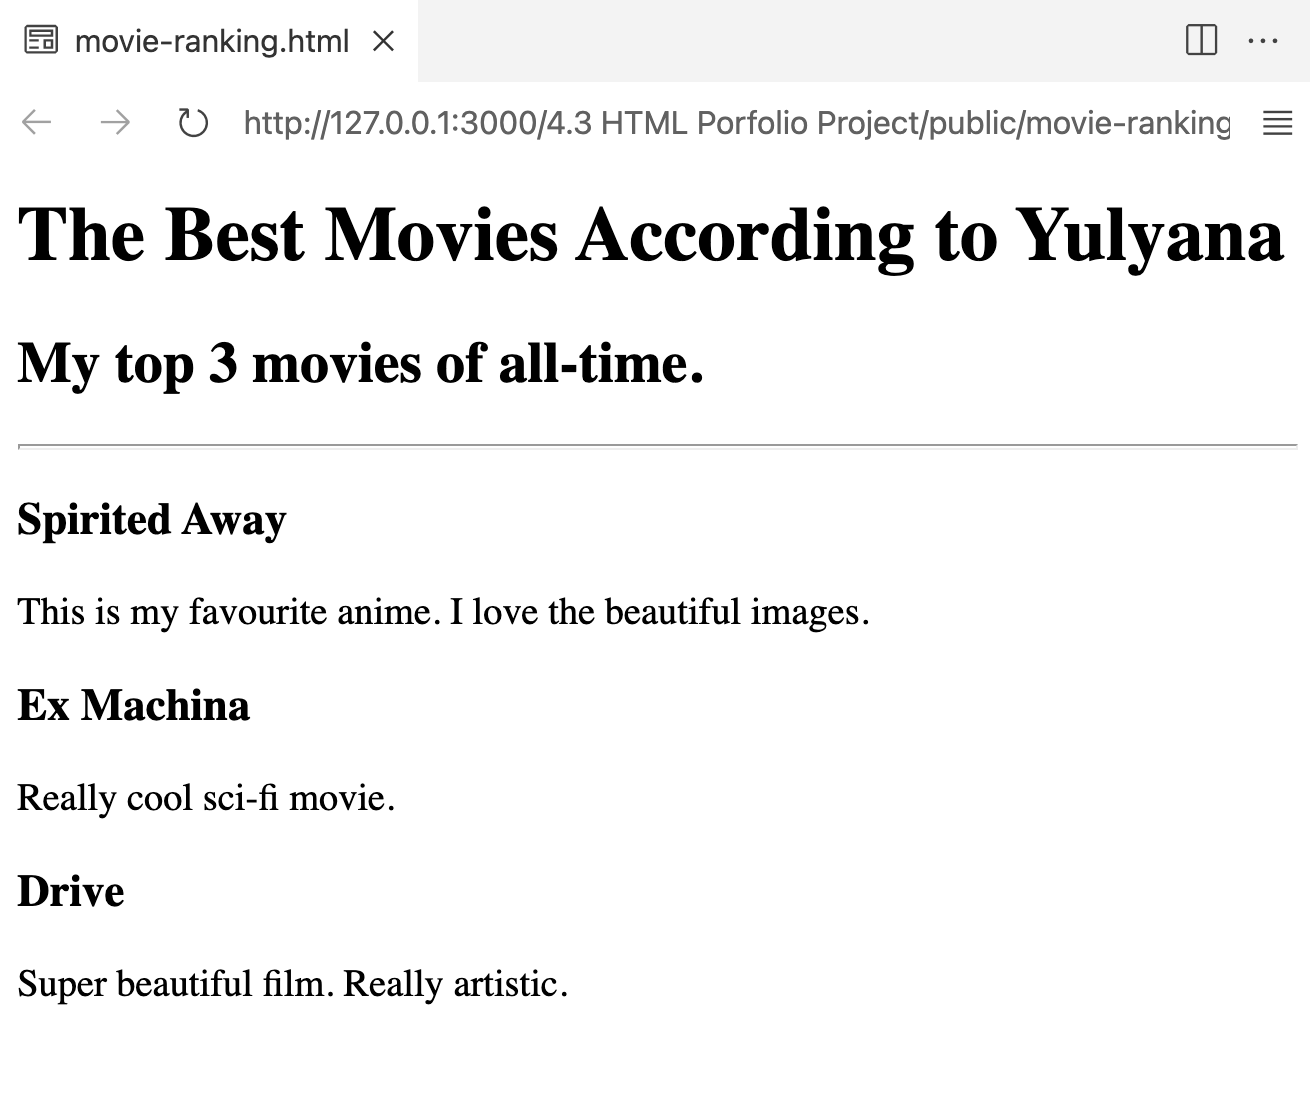 movie-ranking.html
http://127.0.0.1:3000/4.3 HTML Porfolio Project/public/movie-ranking
The Best Movies According to Yulyana
My top 3 movies of all-time.
Spirited Away
This is my favourite anime. I love the beautiful images.
Ex Machina
Really cool sci-fi movie.
Drive
Super beautiful film. Really artistic.